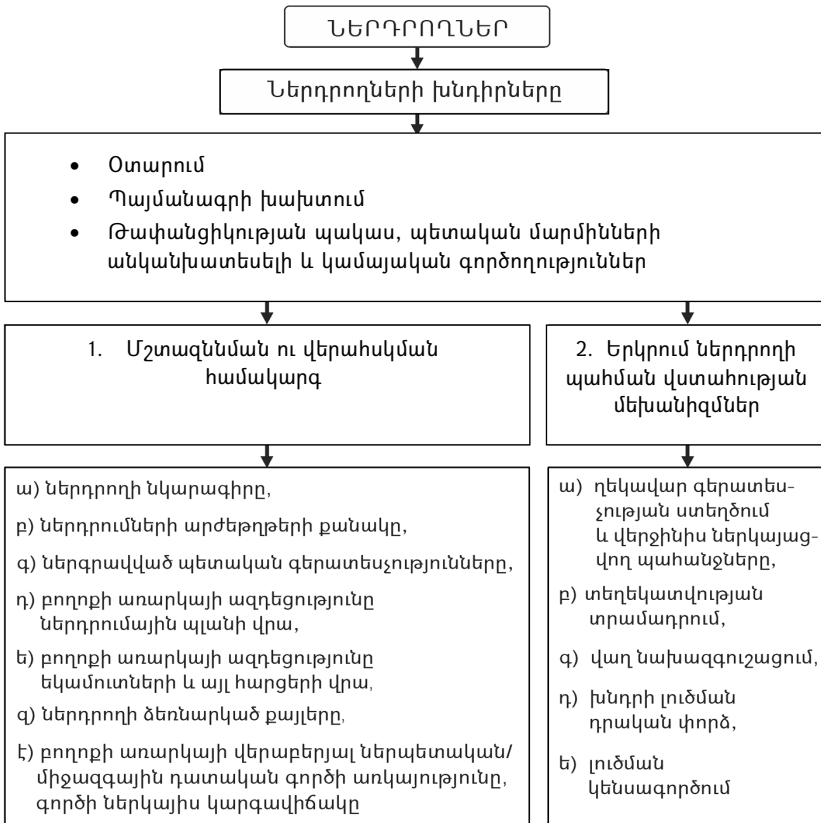 ՆԵՐԴՐՈՂՆԵՐ
Ներդրողների խնդիրները
• Օտարում
• Պայմանագրի խախտում
• Թափանցիկության պակաս, պետական մարմինների
անկանխատեսելի և կամայական գործողություններ
1. Մշտազննման ու վերահսկման
համակարգ
2. Երկրում ներդրողի
պահման վստահության
մեխանիզմներ
ա) ներդրողի նկարագիրը,
բ) ներդրումների արժեթղթերի քանակը,
գ) ներգրավված պետական գերատեսչությունները,
դ) բողոքի առարկայի ազդեցությունը
ներդրումային պլանի վրա,
ե) բողոքի առարկայի ազդեցությունը
եկամուտների և այլ հարցերի վրա,
զ) ներդրողի ձեռնարկած քայլերը,
է) բողոքի առարկայի վերաբերյալ ներպետական/
միջազգային դատական գործի առկայությունը,
գործի ներկայիս կարգավիճակը
ա) ղեկավար գերատես-
չության ստեղծում
և վերջինիս ներկայաց-
վող պահանջները,
բ) տեղեկատվության
տրամադրում,
գ) վաղ նախազգուշացում,
դ) խնդրի լուծման
դրական փորձ,
ե) լուծման
կենսագործում